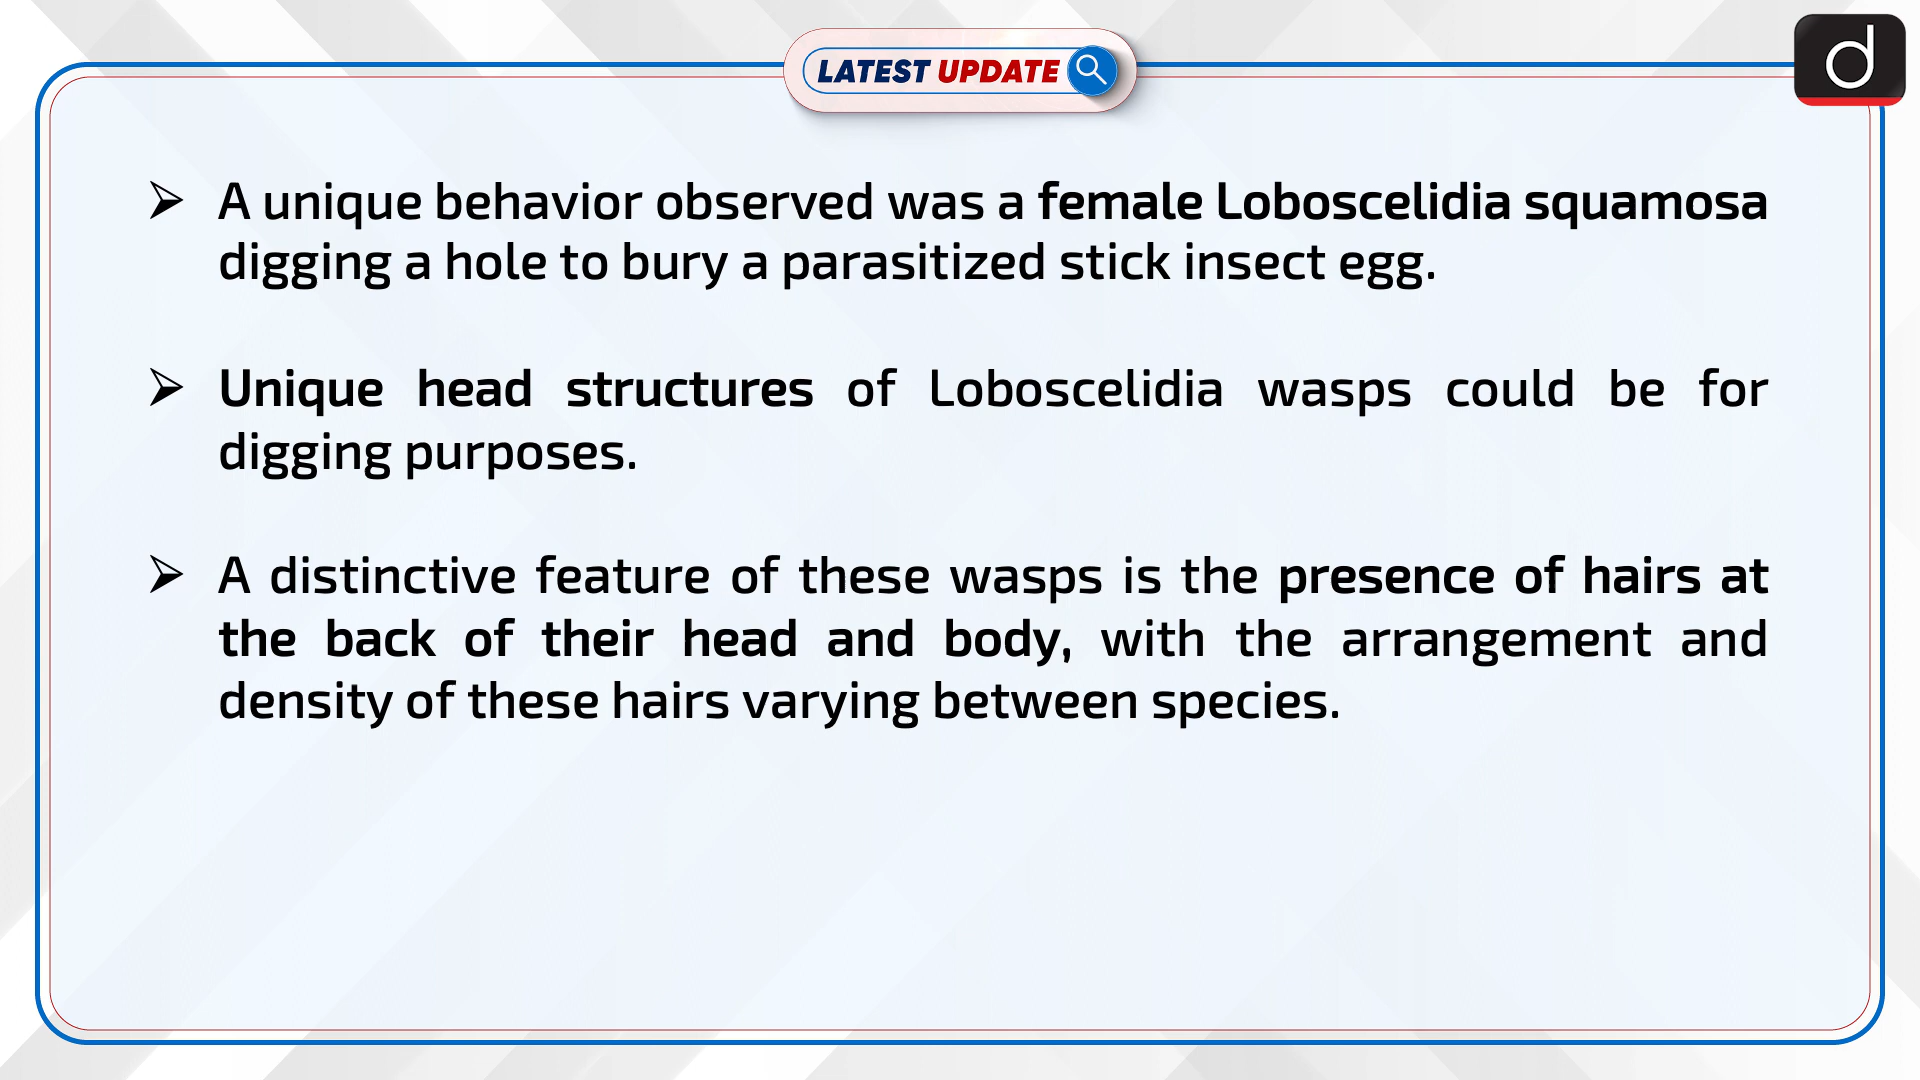 LATEST UPDATE
d
➢ A unique behavior observed was a female Loboscelidia squamosa
digging a hole to bury a parasitized stick insect egg.
➢ Unique head structures of Loboscelidia wasps could be for
digging purposes.
➢ A distinctive feature of these wasps is the presence of hairs at
the back of their head and body, with the arrangement and
density of these hairs varying between species.